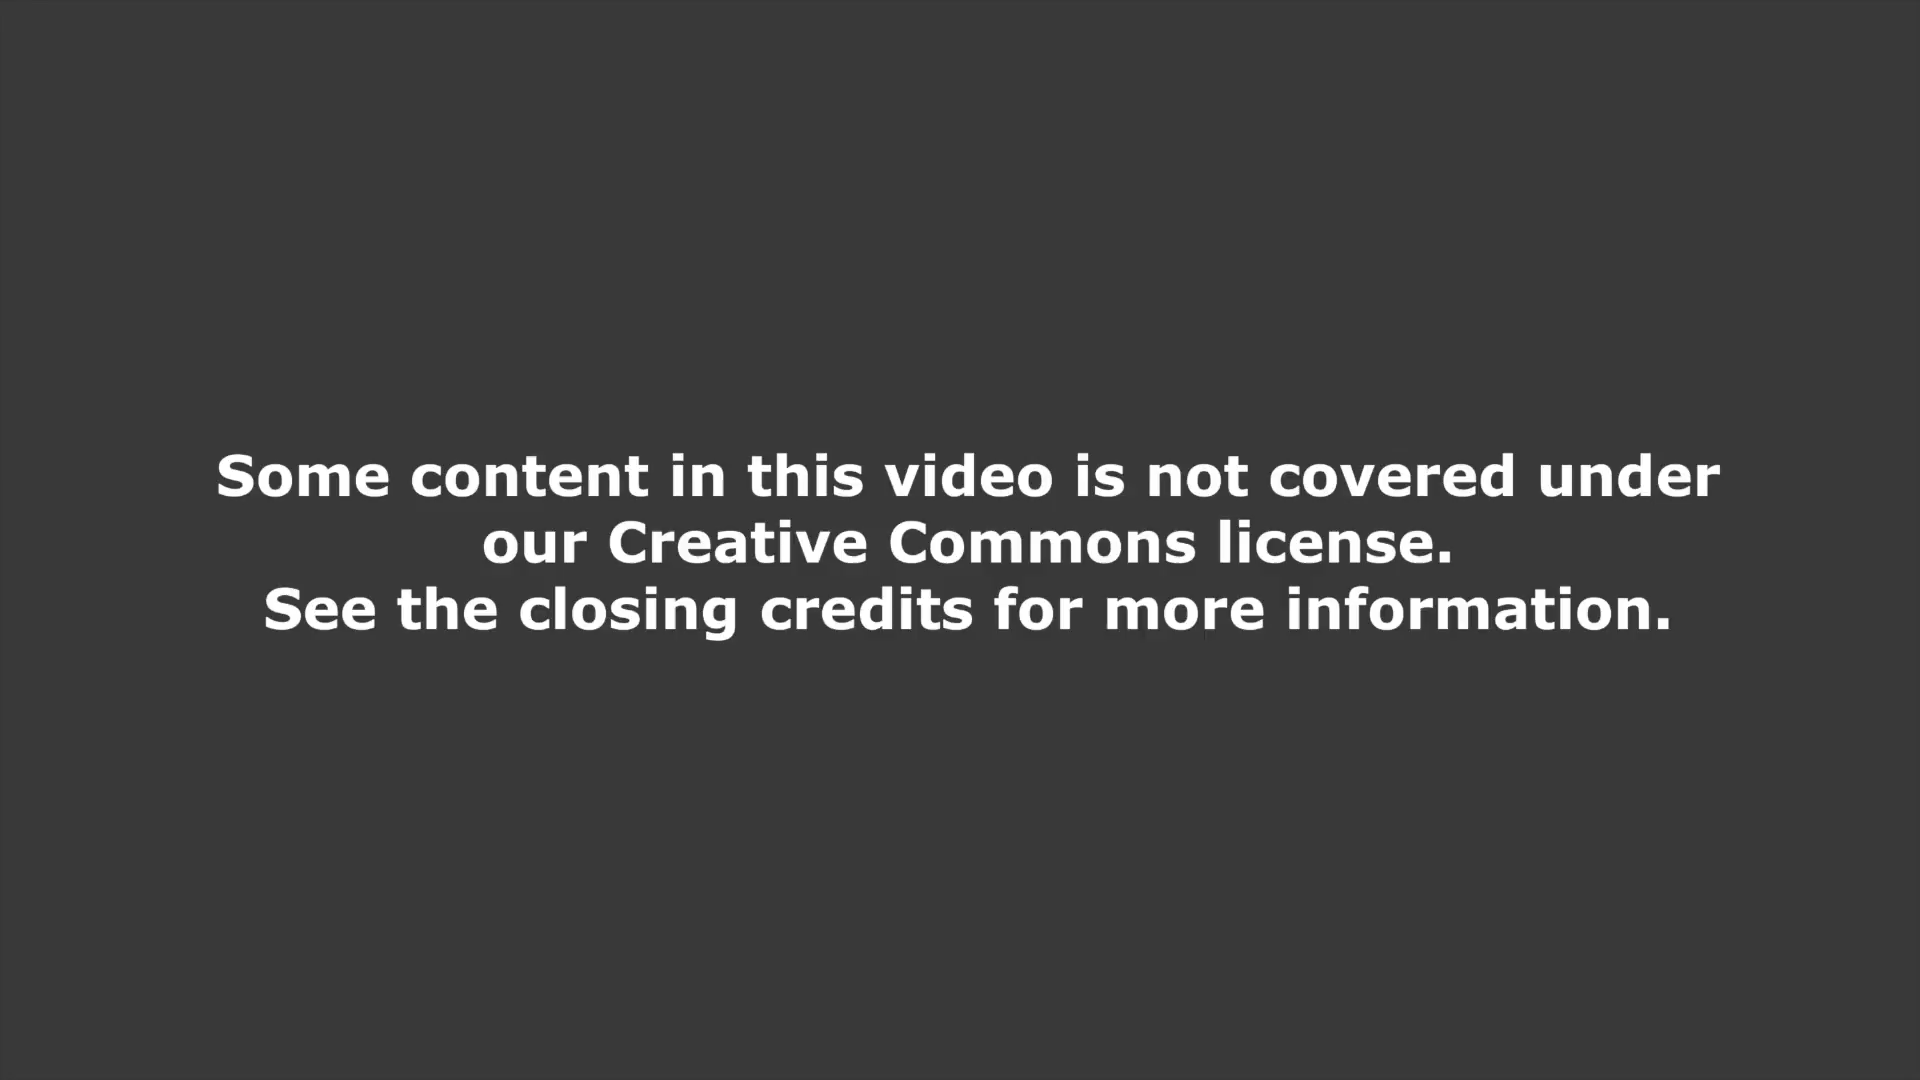 Some content in this video is not covered under
our Creative Commons license.
See the closing credits for more information.